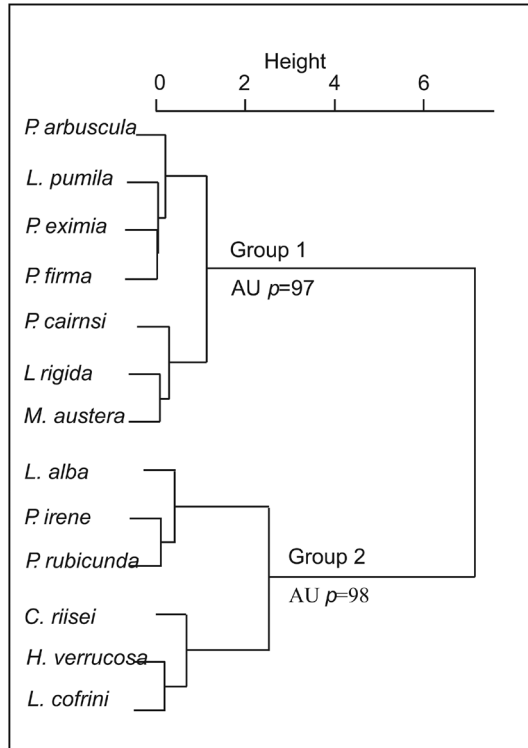 Height
0 2 4 6
P. arbuscula
L. pumila
P. eximia
P. firma
P. cairnsi
L rigida
M. austera
L. alba
P. irene
P. rubicunda
C. riisei
H. verrucosa
L. cofrini
Group 1
AU p=97
Group 2
AU p=98